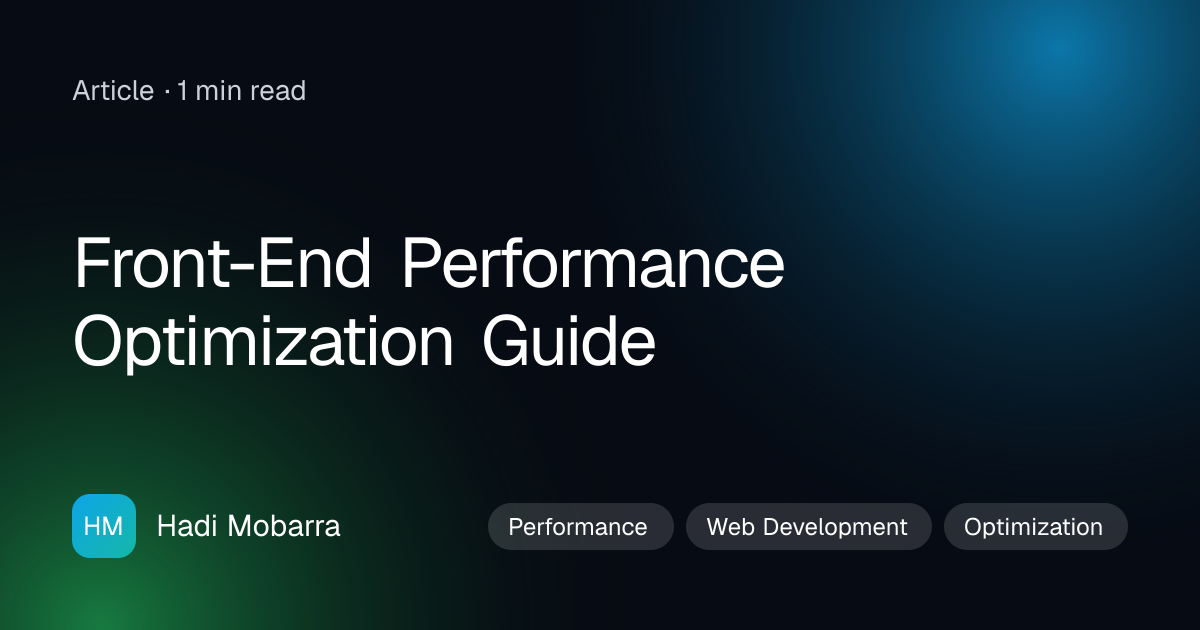 Article · 1 min read
Front-End Performance
Optimization Guide
HM Hadi Mobarra
Performance Web Development Optimization